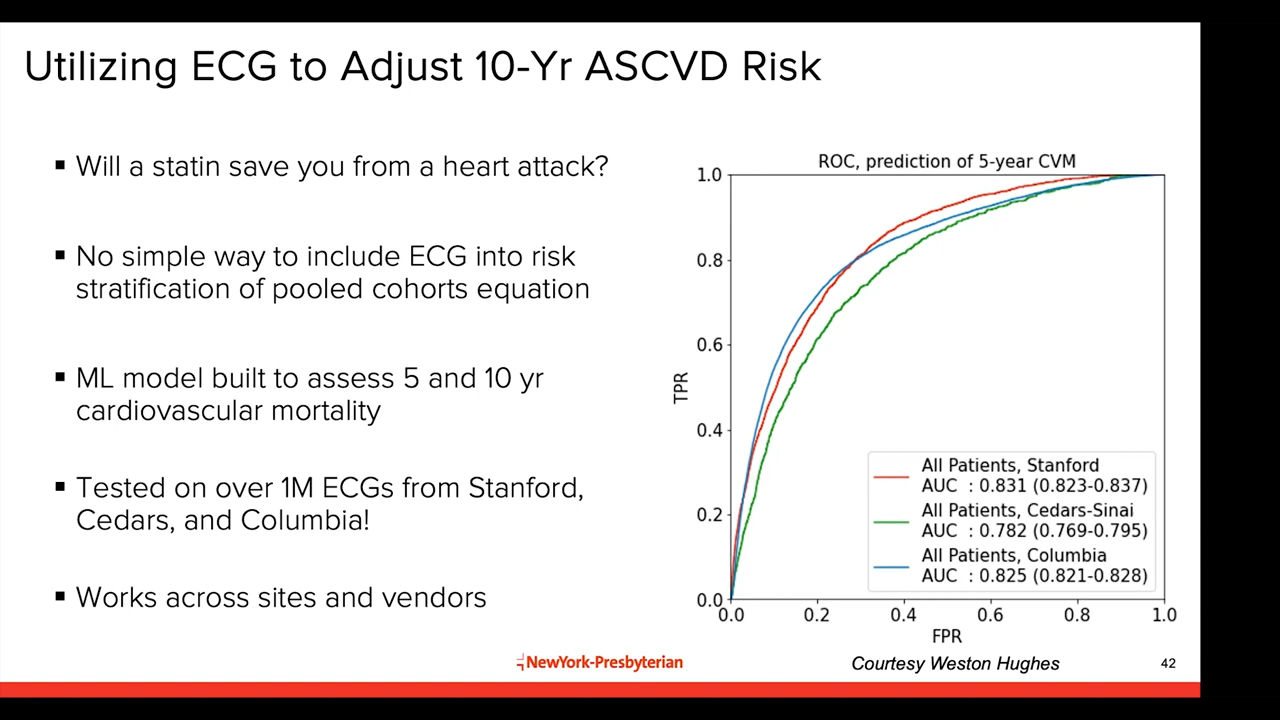 Utilizing ECG to Adjust 10-Yr ASCVD Risk
▪ Will a statin save you from a heart attack?
▪ No simple way to include ECG into risk
stratification of pooled cohorts equation
▪ ML model built to assess 5 and 10 yr
cardiovascular mortality
▪ Tested on over 1M ECGs from Stanford,
Cedars, and Columbia!
▪ Works across sites and vendors
ROC, prediction of 5-year CVM
1.0
0.8
0.6
0.4
0.2
0.0
TPR
0.0 0.2 0.4 0.6 0.8 1.0
FPR
All Patients, Stanford
AUC : 0.831 (0.823-0.837)
All Patients, Cedars-Sinai
AUC : 0.782 (0.769-0.795)
All Patients, Columbia
AUC : 0.825 (0.821-0.828)
NewYork-Presbyterian
Courtesy Weston Hughes
42